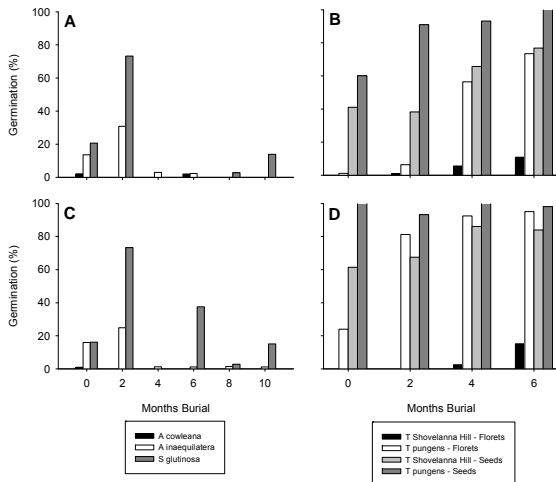 A
B
Germination (%)
100
80
60
40
20
0
C
D
Germination (%)
100
80
60
40
20
0
0 2 4 6 8 10
0 2 4 6
Months Burial
Months Burial
A cowleana
A inaequilatera
S glutinosa
T Shovelanna Hill - Florets
T pungens - Florets
T Shovelanna Hill - Seeds
T pungens - Seeds